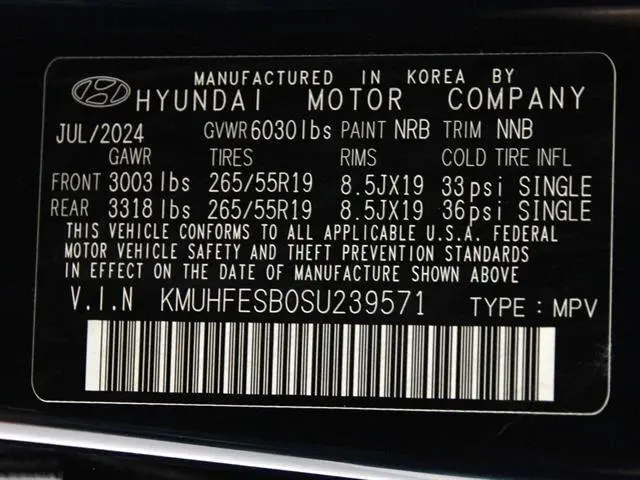 MANUFACTURED IN KOREA BY
HYUNDAI MOTOR COMPANY
JUL/2024 GVWR 6030lbs PAINT NRB TRIM NNB
GAWR TIRES RIMS COLD TIRE INFL
FRONT 3003 lbs 265/55R19 8.5JX19 33psi SINGLE
REAR 3318 lbs 265/55R19 8.5JX19 36psi SINGLE
THIS VEHICLE CONFORMS TO ALL APPLICABLE U.S.A. FEDERAL
MOTOR VEHICLE SAFETY AND THEFT PREVENTION STANDARDS
IN EFFECT ON THE DATE OF MANUFACTURE SHOWN ABOVE
V.I.N KMUHFESB0SU239571 TYPE : MPV